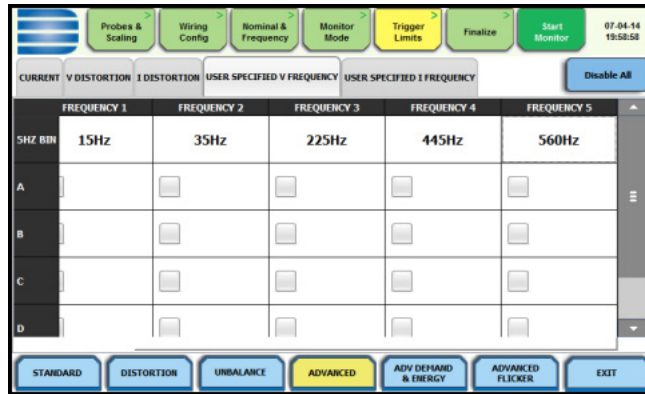 Probes &
Scaling
>
Wiring
Config
>
Nominal &
Frequency
>
Monitor
Mode
>
Trigger
Limits
>
Finalize
>
Start
Monitor
07-04-14
19:58:58
CURRENT
V DISTORTION
I DISTORTION
USER SPECIFIED V FREQUENCY
USER SPECIFIED I FREQUENCY
Disable All
FREQUENCY 1 FREQUENCY 2 FREQUENCY 3 FREQUENCY 4 FREQUENCY 5
5HZ BIN 15Hz 35Hz 225Hz 445Hz 560Hz
A
B
C
D
STANDARD
DISTORTION
UNBALANCE
ADVANCED
ADV DEMAND
& ENERGY
ADVANCED
FLICKER
EXIT